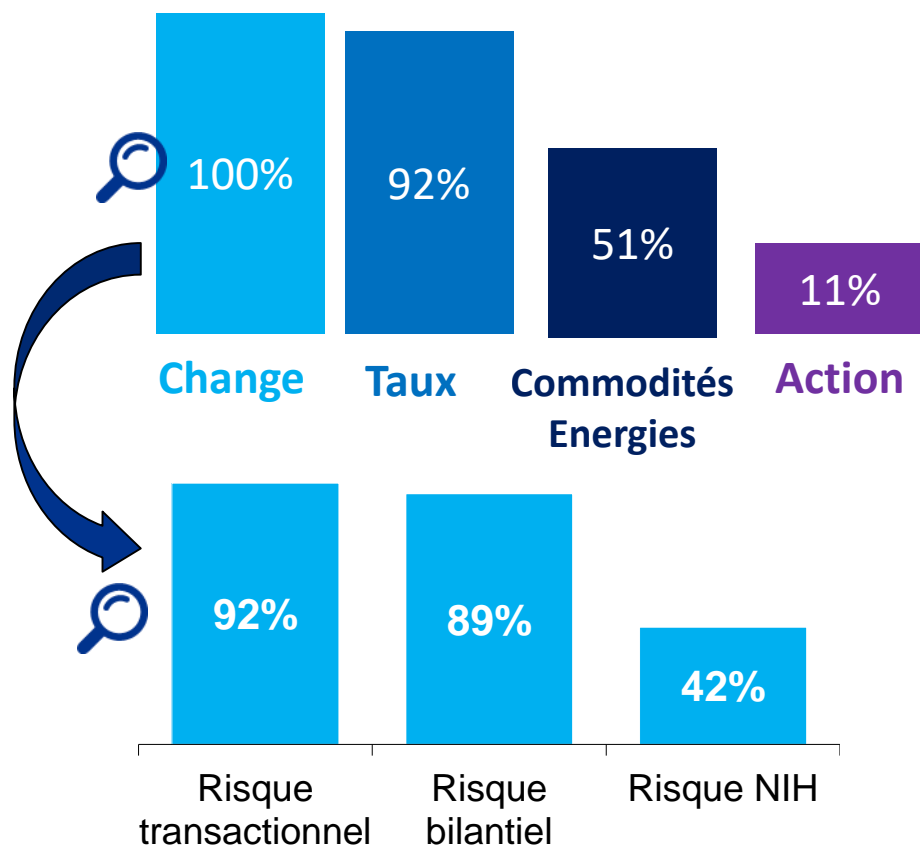 100%
92%
51%
11%
Change
Taux
Commodités
Energies
Action
92%
89%
42%
Risque
transactionnel
Risque
bilantiel
Risque NIH